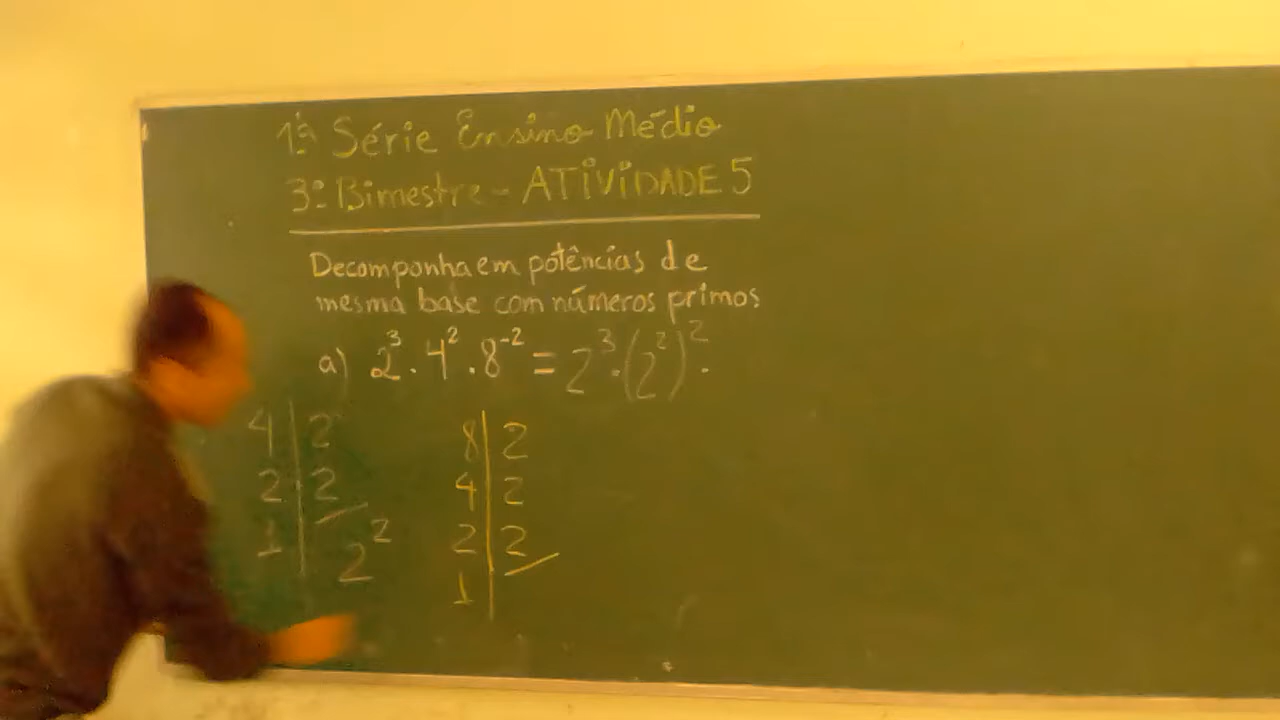 1ª Série Ensino Médio
3º Bimestre - ATIVIDADE 5
Decomponha em potências de
mesma base com números primos
a) 2³ . 4² . 8⁻² = 2³ . (2²)² .
4 | 2
2 | 2
1
2²
8 | 2
4 | 2
2 | 2
1